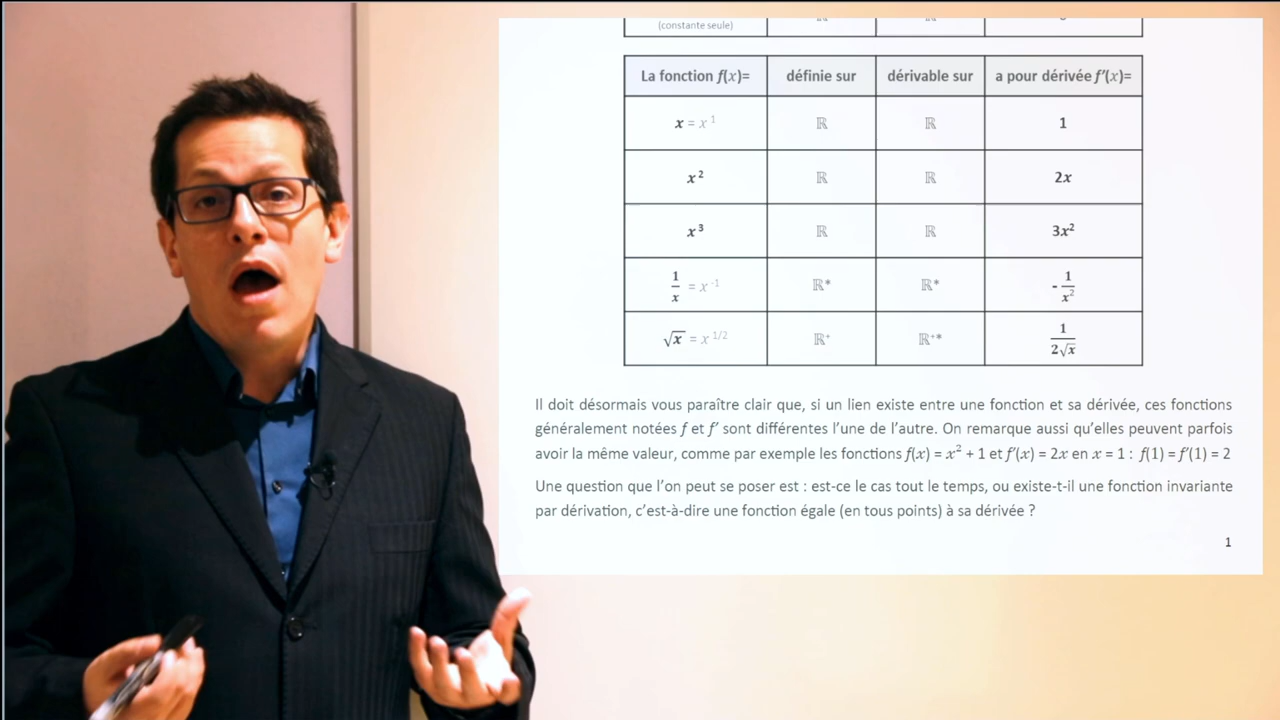 (constante seule)
La fonction f(x)= définie sur dérivable sur a pour dérivée f'(x)=
x = x¹ ℝ ℝ 1
x² ℝ ℝ 2x
x³ ℝ ℝ 3x²
1/x = x⁻¹ ℝ* ℝ* -1/x²
√x = x^1/2 ℝ⁺ ℝ⁺* 1/(2√x)
Il doit désormais vous paraître clair que, si un lien existe entre une fonction et sa dérivée, ces fonctions
généralement notées f et f' sont différentes l'une de l'autre. On remarque aussi qu'elles peuvent parfois
avoir la même valeur, comme par exemple les fonctions f(x) = x² + 1 et f'(x) = 2x en x = 1 : f(1) = f'(1) = 2
Une question que l'on peut se poser est : est-ce le cas tout le temps, ou existe-t-il une fonction invariante
par dérivation, c'est-à-dire une fonction égale (en tous points) à sa dérivée ?
1